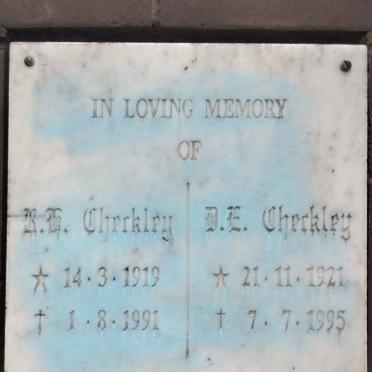 IN LOVING MEMORY
OF
R.H. Checkley D.E. Checkley
☆ 14·3·1919 ☆ 21·11·1921
† 1·8·1991 † 7·7·1995